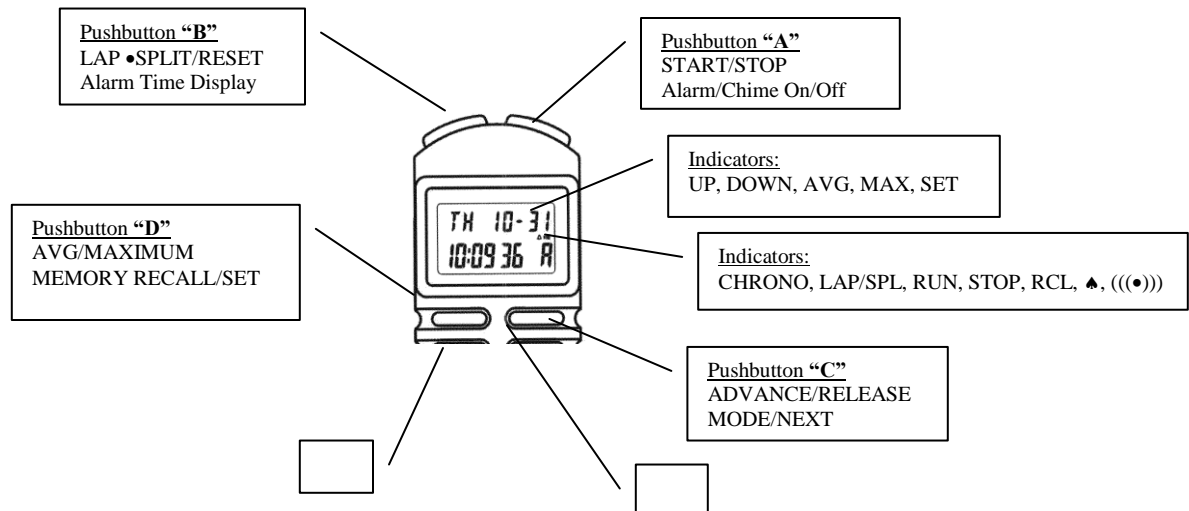 Pushbutton “B”
LAP •SPLIT/RESET
Alarm Time Display
Pushbutton “A”
START/STOP
Alarm/Chime On/Off
Indicators:
UP, DOWN, AVG, MAX, SET
TH 10-31
10:09 36 A
Pushbutton “D”
AVG/MAXIMUM
MEMORY RECALL/SET
Indicators:
CHRONO, LAP/SPL, RUN, STOP, RCL, ♠, (((•)))
Pushbutton “C”
ADVANCE/RELEASE
MODE/NEXT